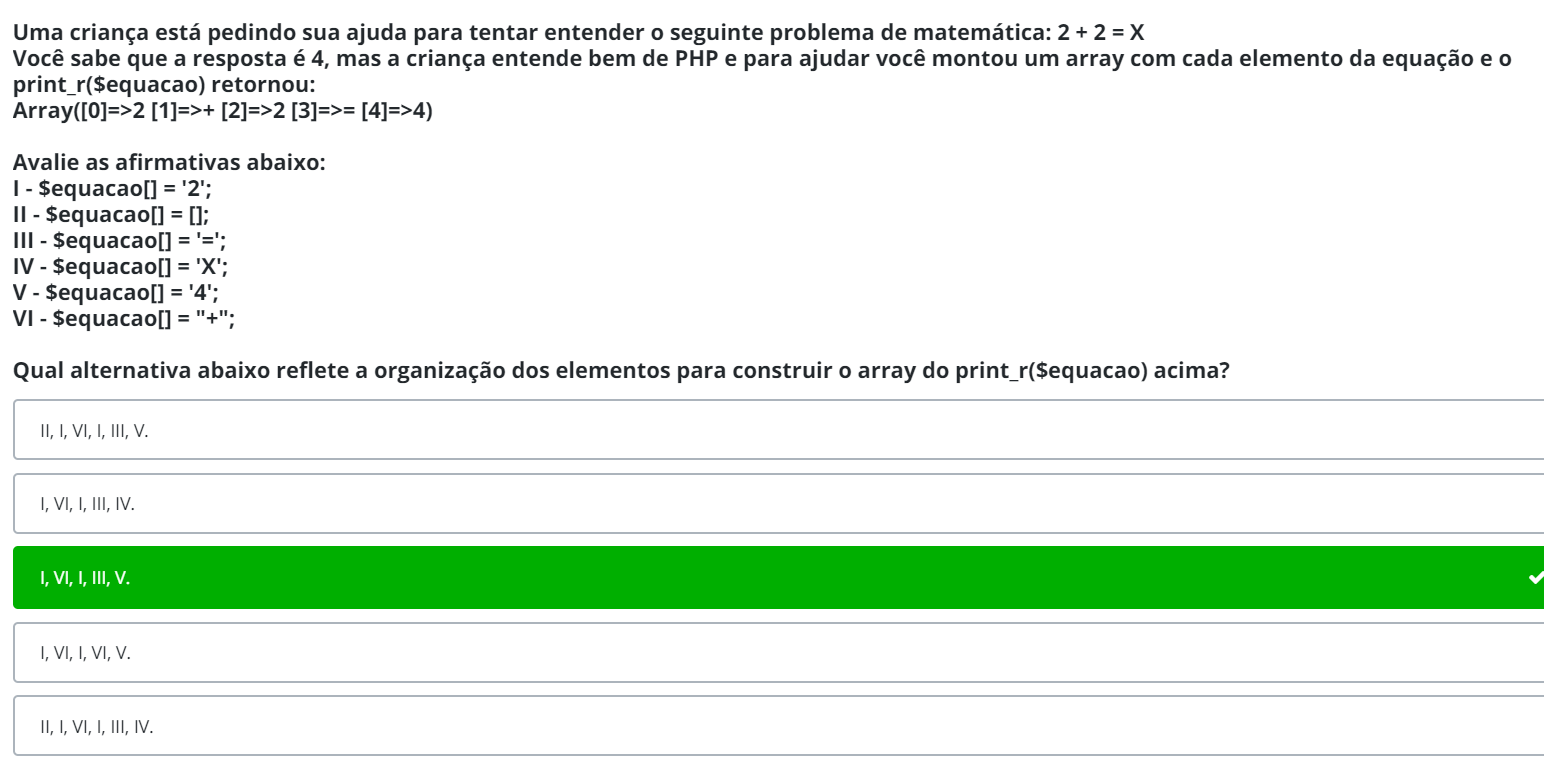 Uma criança está pedindo sua ajuda para tentar entender o seguinte problema de matemática: 2 + 2 = X
Você sabe que a resposta é 4, mas a criança entende bem de PHP e para ajudar você montou um array com cada elemento da equação e o
print_r($equacao) retornou:
Array([0]=>2 [1]=>+ [2]=>2 [3]=>= [4]=>4)
Avalie as afirmativas abaixo:
I - $equacao[] = '2';
II - $equacao[] = [];
III - $equacao[] = '=';
IV - $equacao[] = 'X';
V - $equacao[] = '4';
VI - $equacao[] = "+";
Qual alternativa abaixo reflete a organização dos elementos para construir o array do print_r($equacao) acima?
II, I, VI, I, III, V.
I, VI, I, III, IV.
I, VI, I, III, V.
I, VI, I, VI, V.
II, I, VI, I, III, IV.